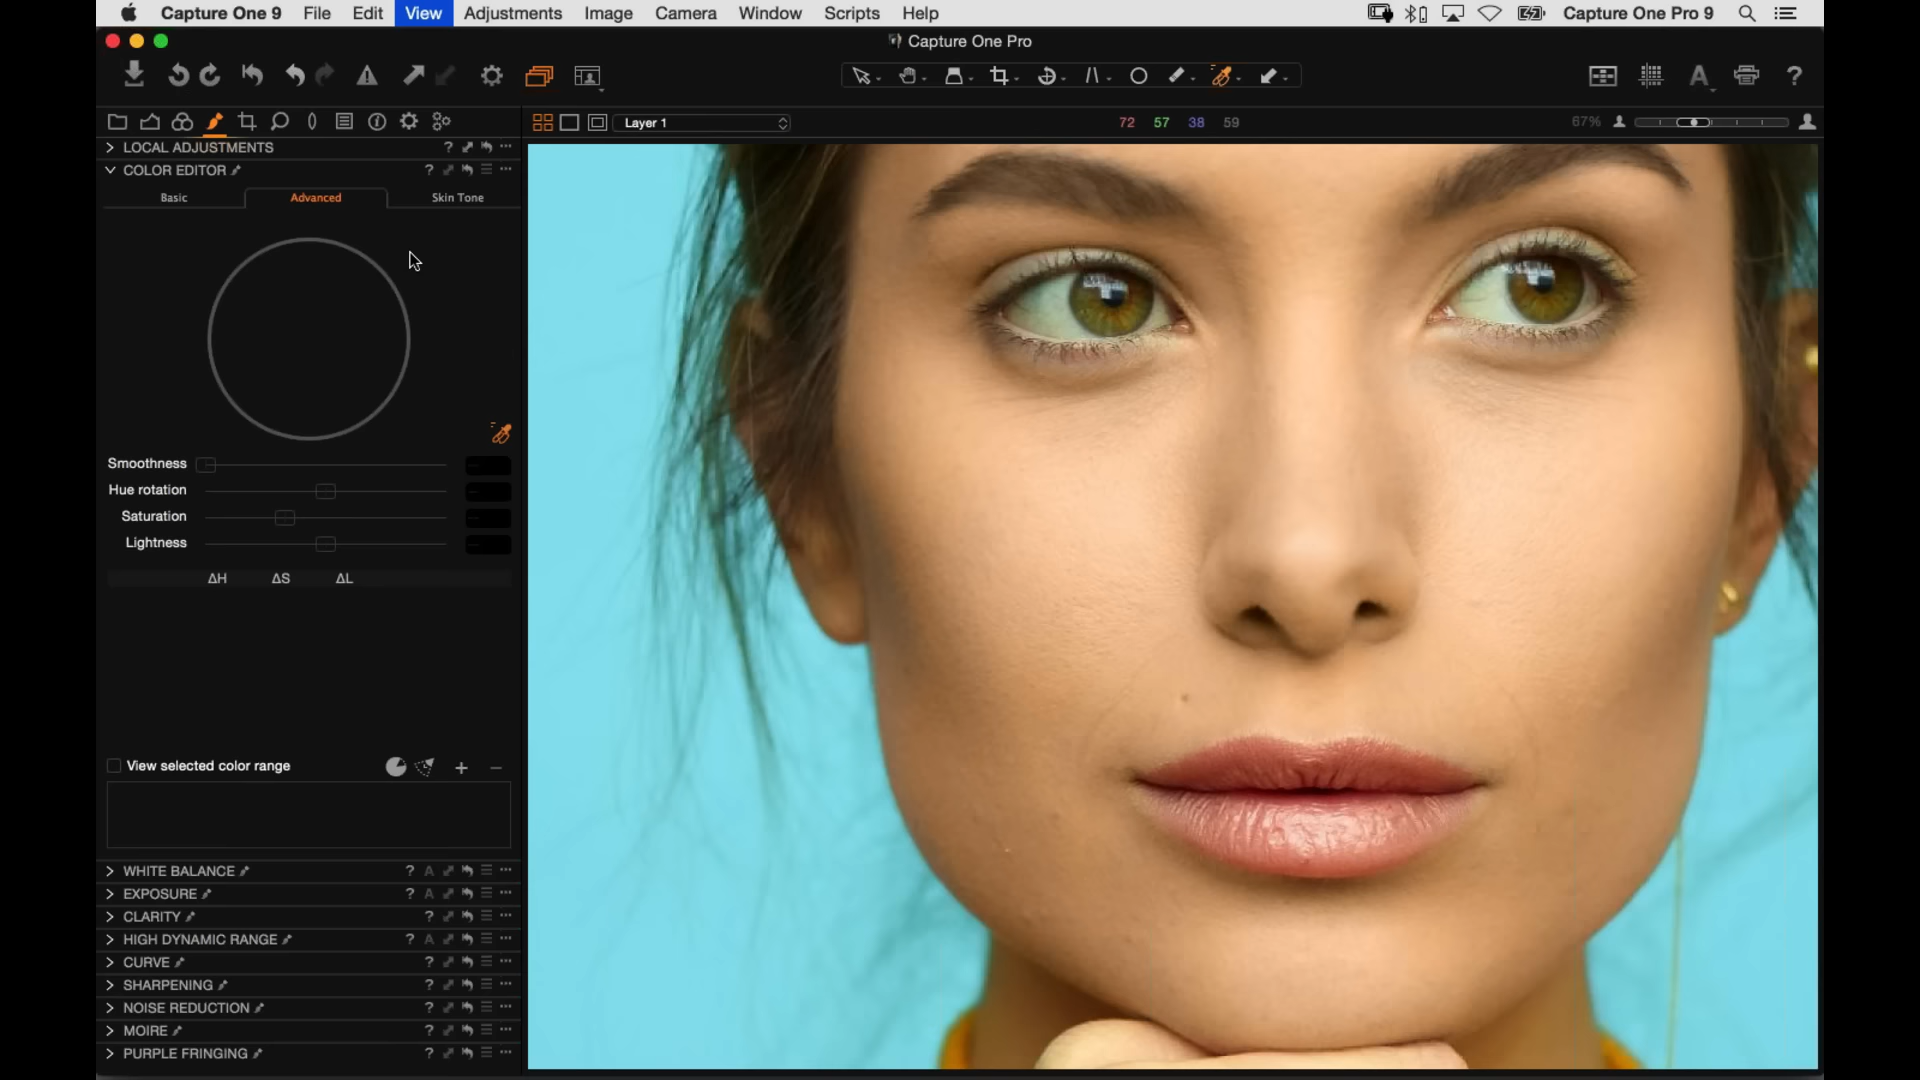 Capture One 9 File Edit View Adjustments Image Camera Window Scripts Help Capture One Pro 9
Capture One Pro
A ?
Layer 1 72 57 38 59 67%
LOCAL ADJUSTMENTS ?
COLOR EDITOR ?
Basic Advanced Skin Tone
Smoothness
Hue rotation
Saturation
Lightness
ΔH ΔS ΔL
View selected color range + −
WHITE BALANCE ? A
EXPOSURE ? A
CLARITY ?
HIGH DYNAMIC RANGE ? A
CURVE ?
SHARPENING ?
NOISE REDUCTION ?
MOIRE ?
PURPLE FRINGING ?